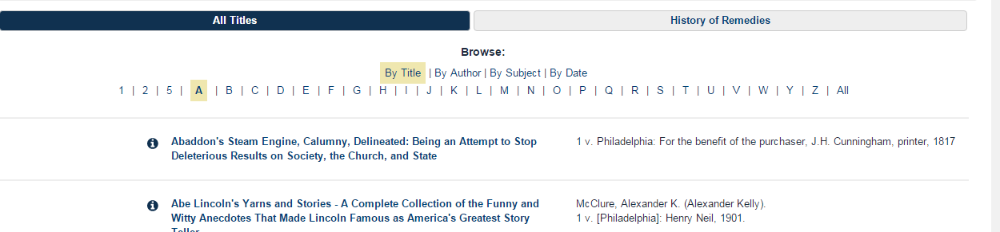 All Titles
History of Remedies
Browse:
By Title | By Author | By Subject | By Date
1 | 2 | 5 | A | B | C | D | E | F | G | H | I | J | K | L | M | N | O | P | Q | R | S | T | U | V | W | Y | Z | All
Abaddon's Steam Engine, Calumny, Delineated: Being an Attempt to Stop
Deleterious Results on Society, the Church, and State
1 v. Philadelphia: For the benefit of the purchaser, J.H. Cunningham, printer, 1817
Abe Lincoln's Yarns and Stories - A Complete Collection of the Funny and
Witty Anecdotes That Made Lincoln Famous as America's Greatest Story
Teller
McClure, Alexander K. (Alexander Kelly).
1 v. [Philadelphia]: Henry Neil, 1901.